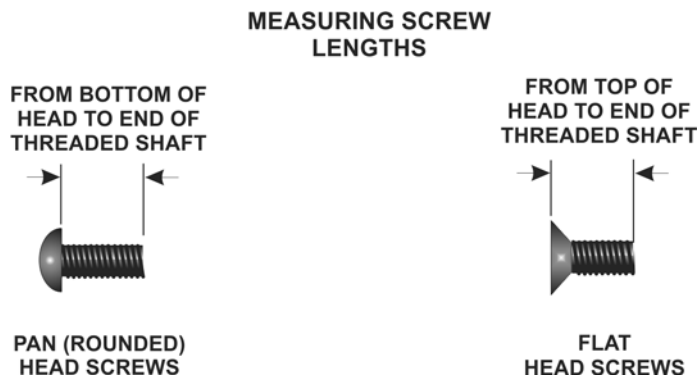 MEASURING SCREW
LENGTHS
FROM BOTTOM OF
HEAD TO END OF
THREADED SHAFT
FROM TOP OF
HEAD TO END OF
THREADED SHAFT
PAN (ROUNDED)
HEAD SCREWS
FLAT
HEAD SCREWS